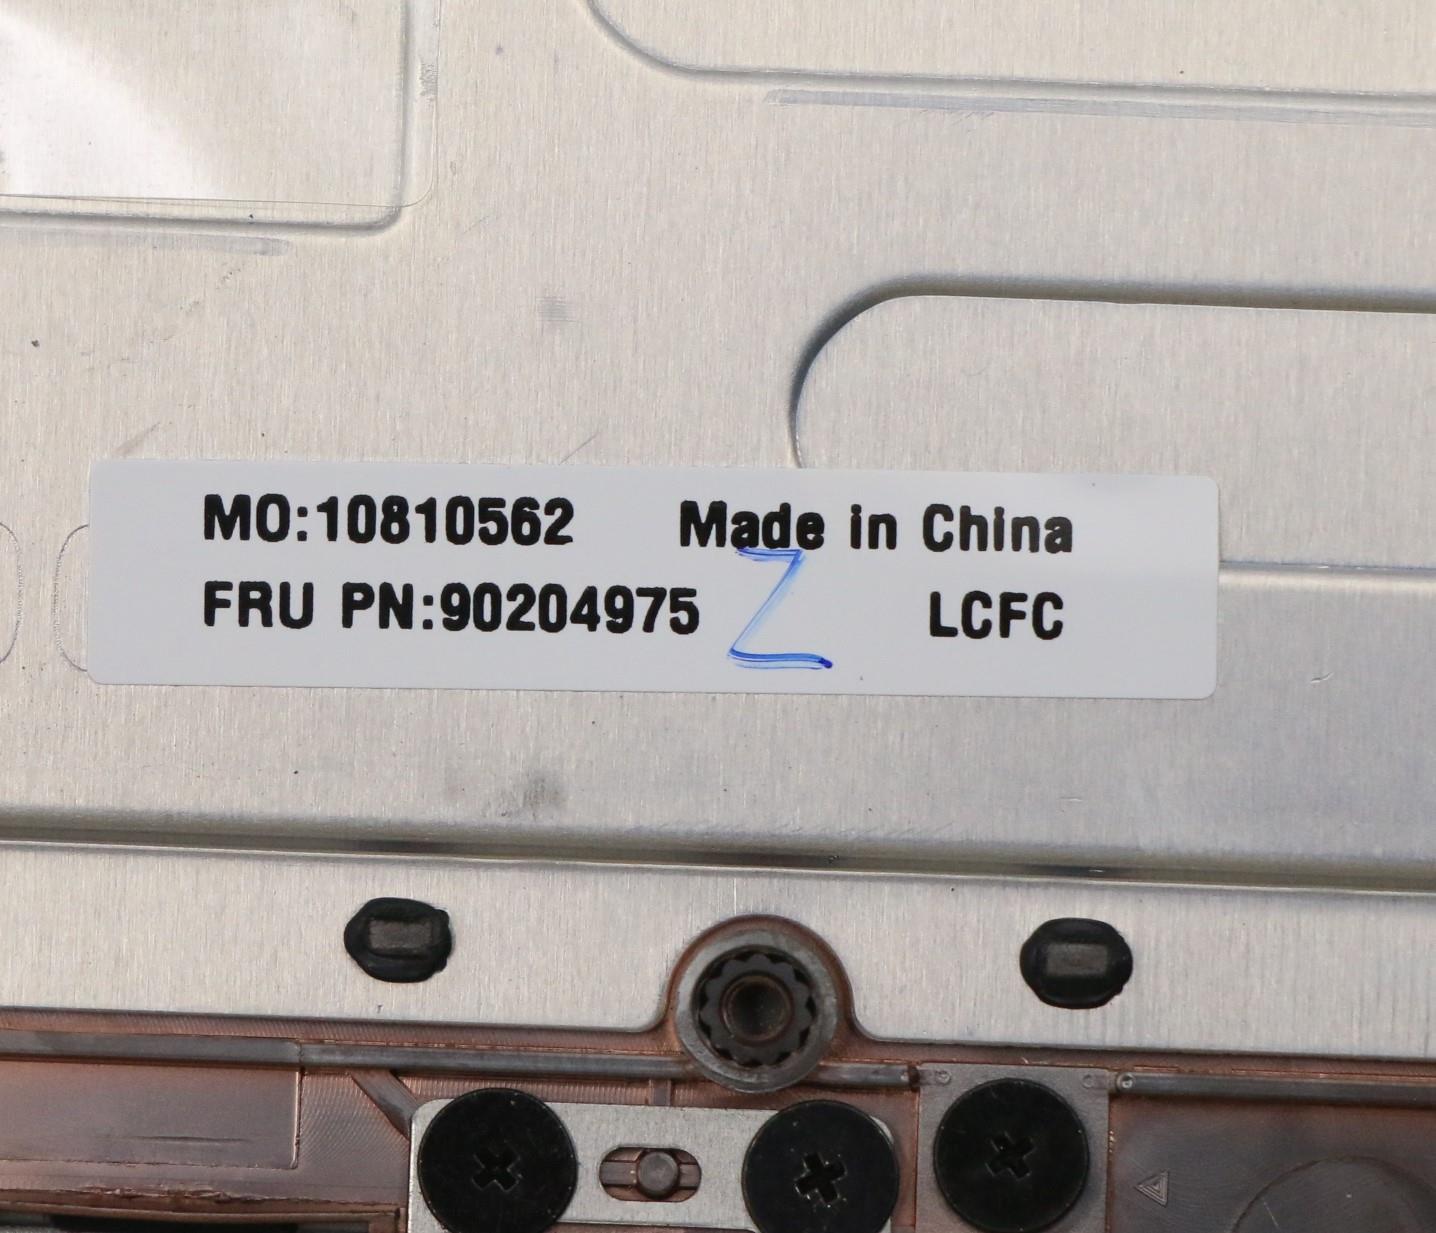 MO:10810562 Made in China
FRU PN:90204975 Z LCFC